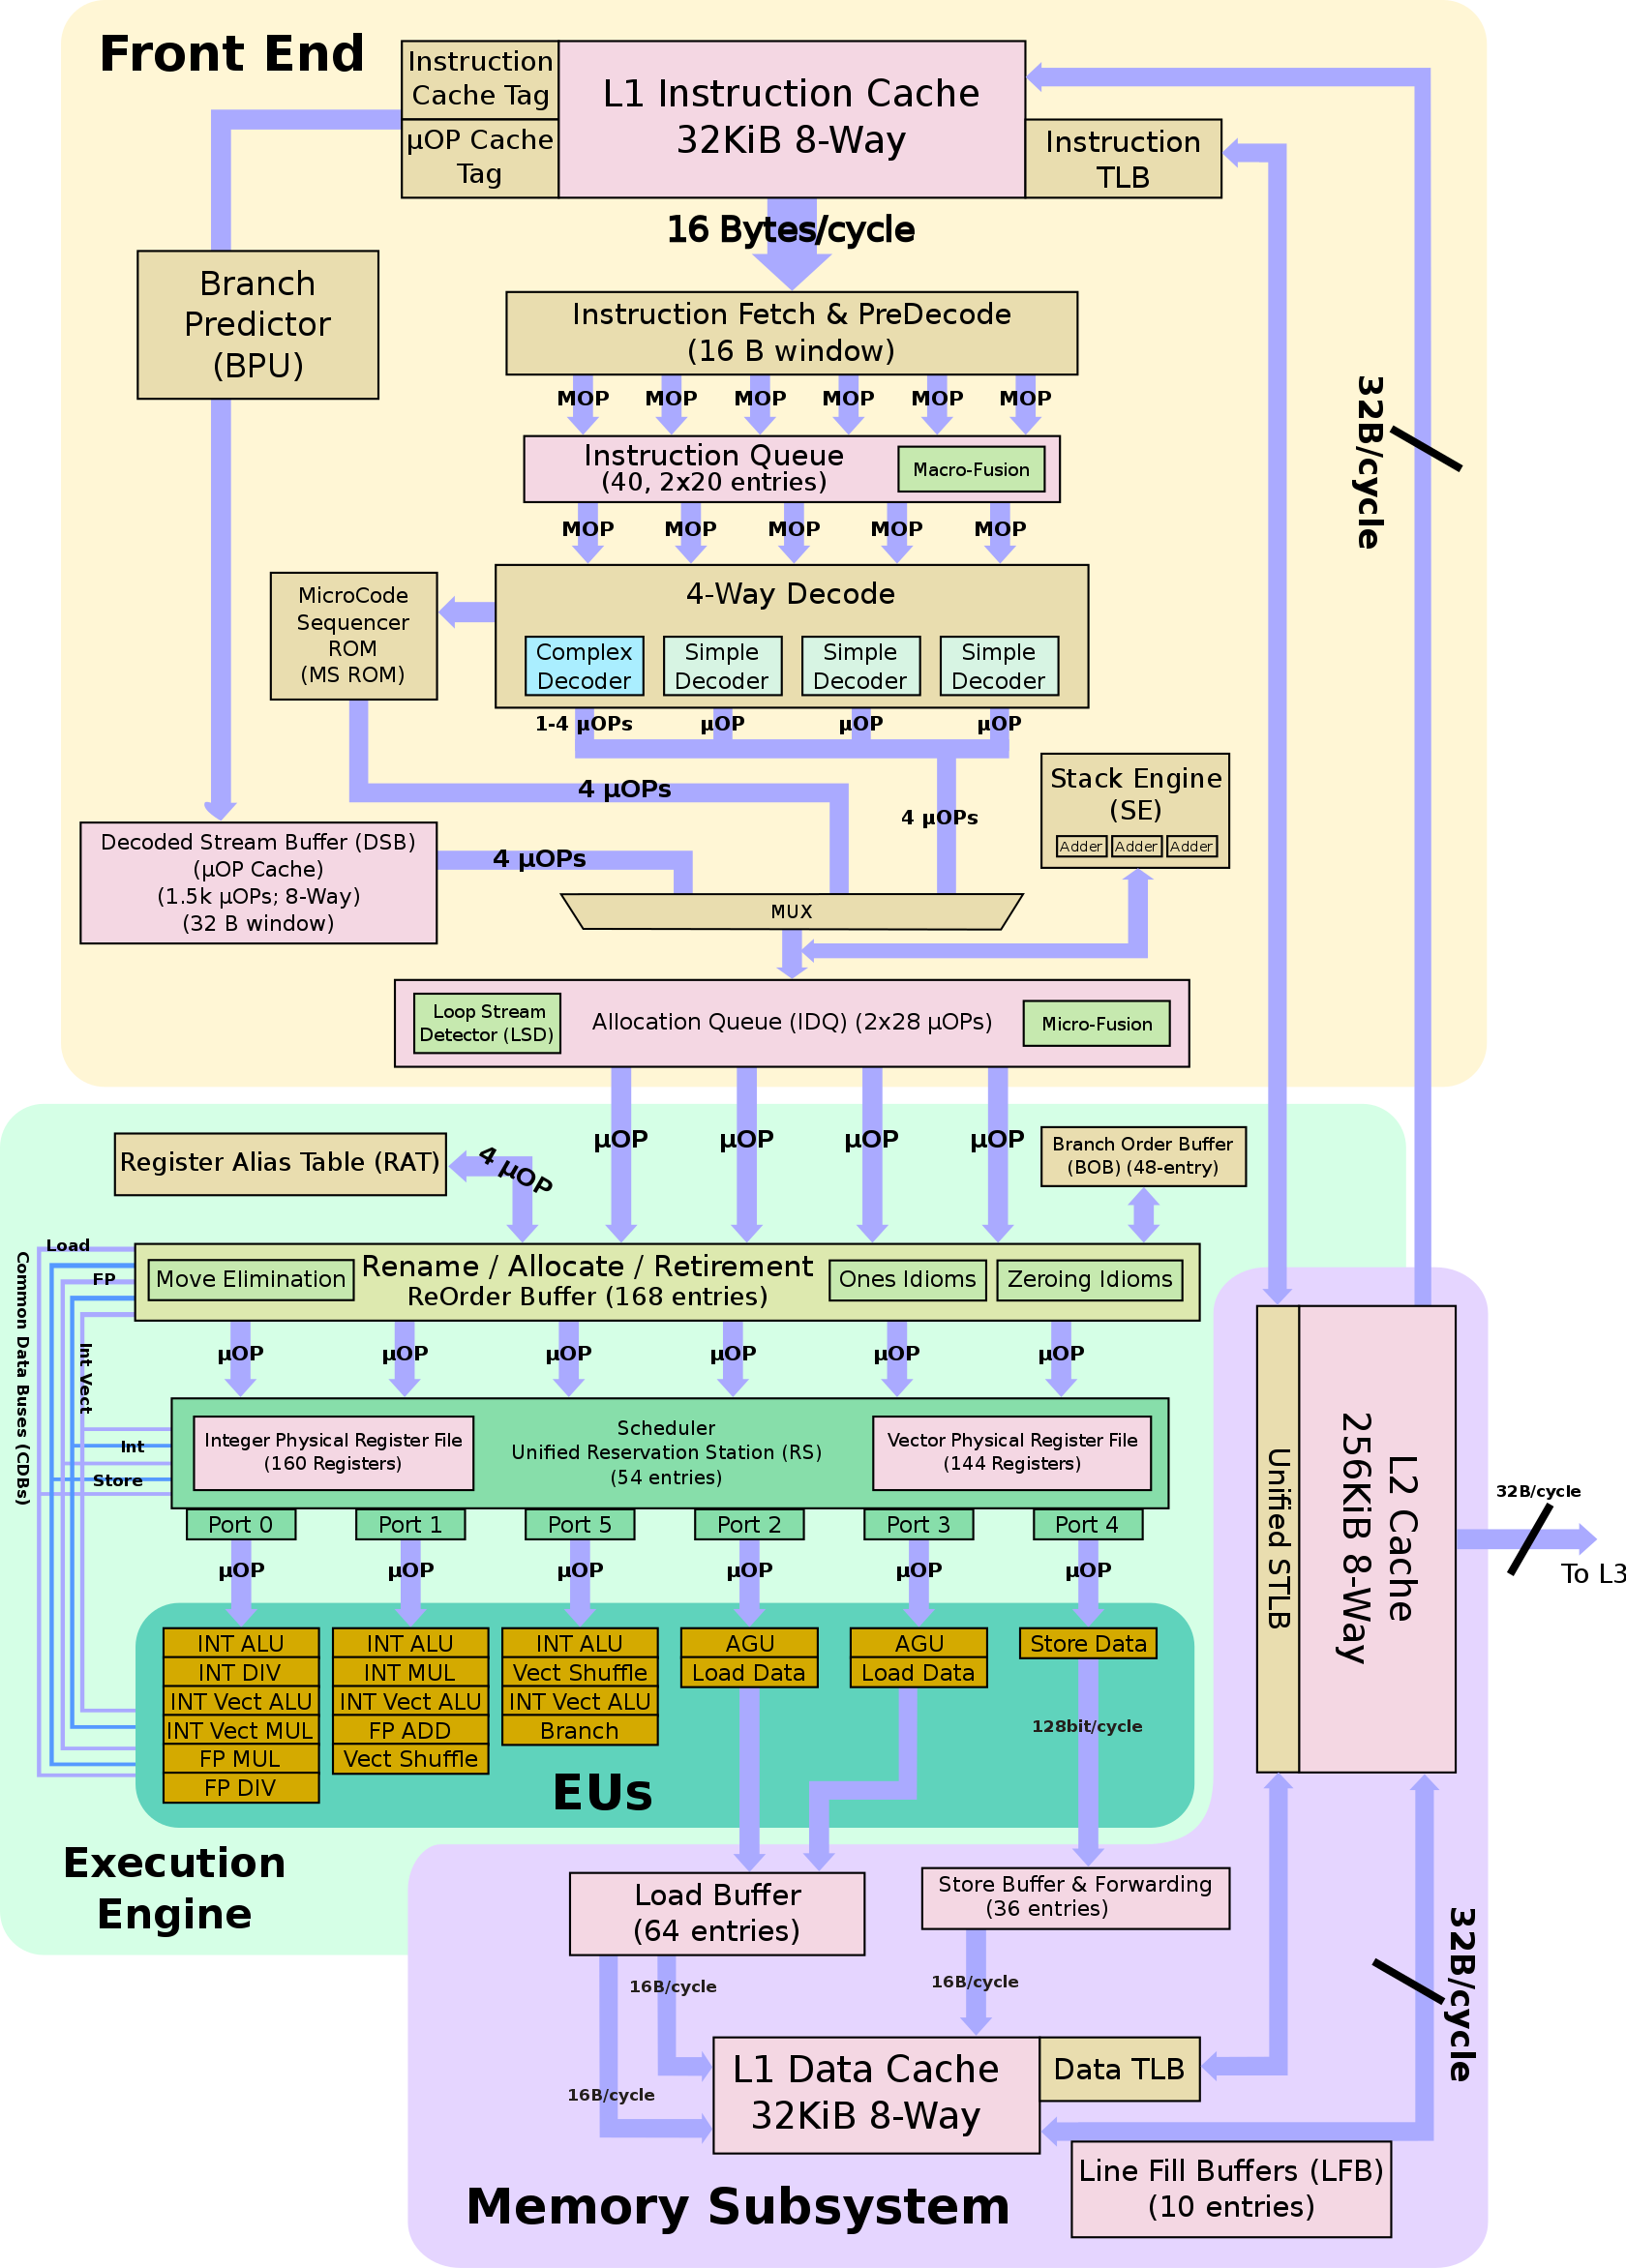 Front End
Instruction
Cache Tag
µOP Cache
Tag
L1 Instruction Cache
32KiB 8-Way
Instruction
TLB
16 Bytes/cycle
Branch
Predictor
(BPU)
Instruction Fetch & PreDecode
(16 B window)
MOP MOP MOP MOP MOP MOP
32B/cycle
Instruction Queue
(40, 2x20 entries)
Macro-Fusion
MOP MOP MOP MOP MOP
MicroCode
Sequencer
ROM
(MS ROM)
4-Way Decode
Complex
Decoder
Simple
Decoder
Simple
Decoder
Simple
Decoder
1-4 µOPs µOP µOP µOP
4 µOPs
4 µOPs
Stack Engine
(SE)
Adder Adder Adder
Decoded Stream Buffer (DSB)
(µOP Cache)
(1.5k µOPs; 8-Way)
(32 B window)
4 µOPs
MUX
Loop Stream
Detector (LSD)
Allocation Queue (IDQ) (2x28 µOPs)
Micro-Fusion
µOP µOP µOP µOP
Register Alias Table (RAT)
4 µOP
Branch Order Buffer
(BOB) (48-entry)
Load
FP
Int Vect
Int
Store
Common Data Buses (CDBs)
Move Elimination
Rename / Allocate / Retirement
ReOrder Buffer (168 entries)
Ones Idioms
Zeroing Idioms
µOP µOP µOP µOP µOP µOP
Integer Physical Register File
(160 Registers)
Scheduler
Unified Reservation Station (RS)
(54 entries)
Vector Physical Register File
(144 Registers)
Port 0 Port 1 Port 5 Port 2 Port 3 Port 4
µOP µOP µOP µOP µOP µOP
INT ALU
INT DIV
INT Vect ALU
INT Vect MUL
FP MUL
FP DIV
INT ALU
INT MUL
INT Vect ALU
FP ADD
Vect Shuffle
INT ALU
Vect Shuffle
INT Vect ALU
Branch
AGU
Load Data
AGU
Load Data
Store Data
128bit/cycle
EUs
Execution
Engine
Unified STLB
L2 Cache
256KiB 8-Way
32B/cycle
To L3
Load Buffer
(64 entries)
Store Buffer & Forwarding
(36 entries)
16B/cycle
16B/cycle
16B/cycle
32B/cycle
L1 Data Cache
32KiB 8-Way
Data TLB
Line Fill Buffers (LFB)
(10 entries)
Memory Subsystem